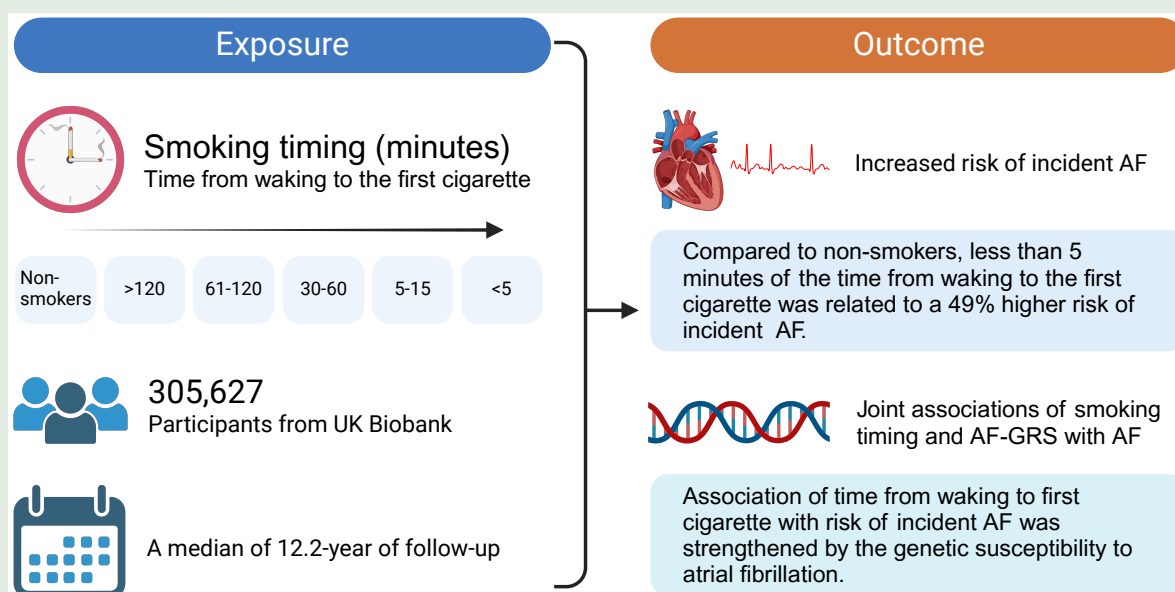 Exposure
Smoking timing (minutes)
Time from waking to the first cigarette
Non-
smokers
>120
61-120
30-60
5-15
<5
305,627
Participants from UK Biobank
A median of 12.2-year of follow-up
Outcome
Increased risk of incident AF
Compared to non-smokers, less than 5
minutes of the time from waking to the first
cigarette was related to a 49% higher risk of
incident AF.
Joint associations of smoking
timing and AF-GRS with AF
Association of time from waking to first
cigarette with risk of incident AF was
strengthened by the genetic susceptibility to
atrial fibrillation.